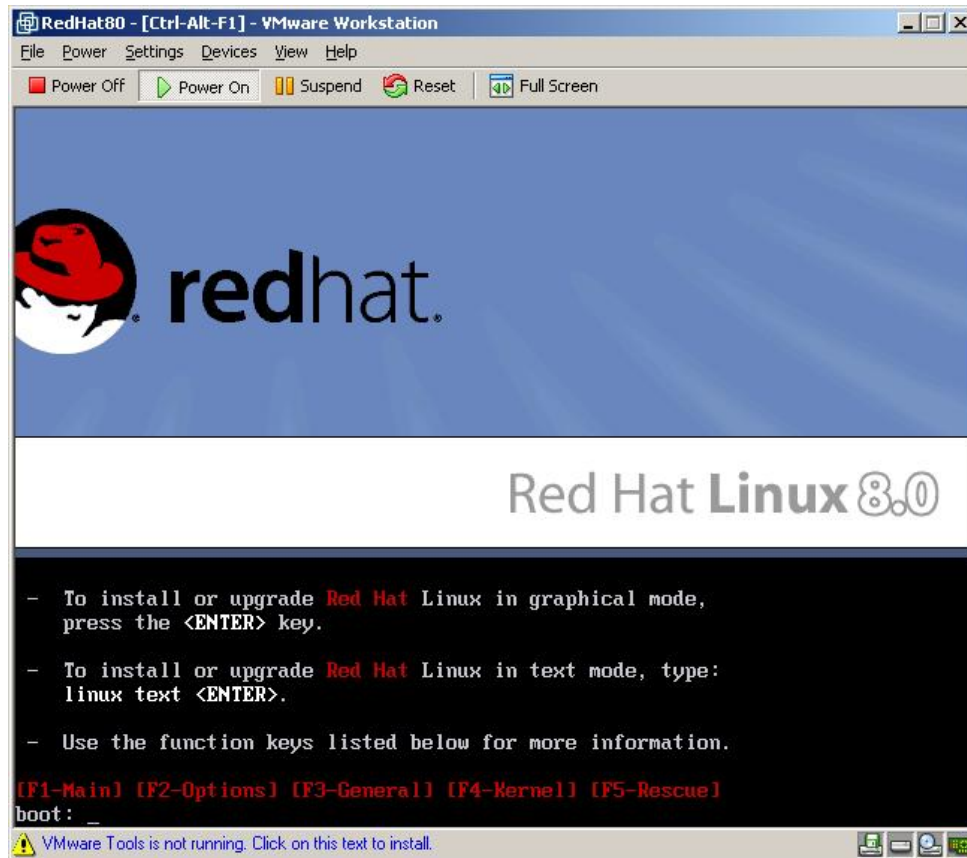 RedHat80 - [Ctrl-Alt-F1] - VMware Workstation
File Power Settings Devices View Help
Power Off Power On Suspend Reset Full Screen
redhat.
Red Hat Linux 8.0
- To install or upgrade Red Hat Linux in graphical mode,
press the <ENTER> key.
- To install or upgrade Red Hat Linux in text mode, type:
linux text <ENTER>.
- Use the function keys listed below for more information.
[F1-Main] [F2-Options] [F3-General] [F4-Kernel] [F5-Rescue]
boot: _
VMware Tools is not running. Click on this text to install.